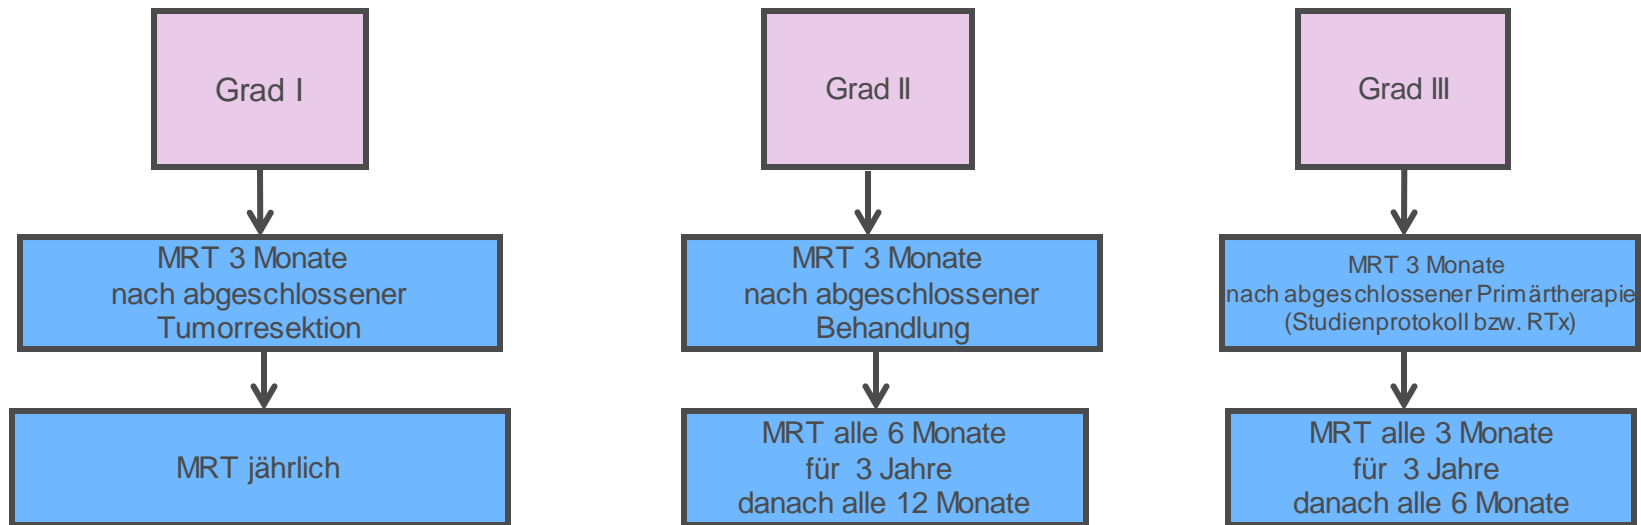 Grad I
MRT 3 Monate
nach abgeschlossener
Tumorresektion
MRT jährlich
Grad II
MRT 3 Monate
nach abgeschlossener
Behandlung
MRT alle 6 Monate
für 3 Jahre
danach alle 12 Monate
Grad III
MRT 3 Monate
nach abgeschlossener Primärtherapie
(Studienprotokoll bzw. RTx)
MRT alle 3 Monate
für 3 Jahre
danach alle 6 Monate